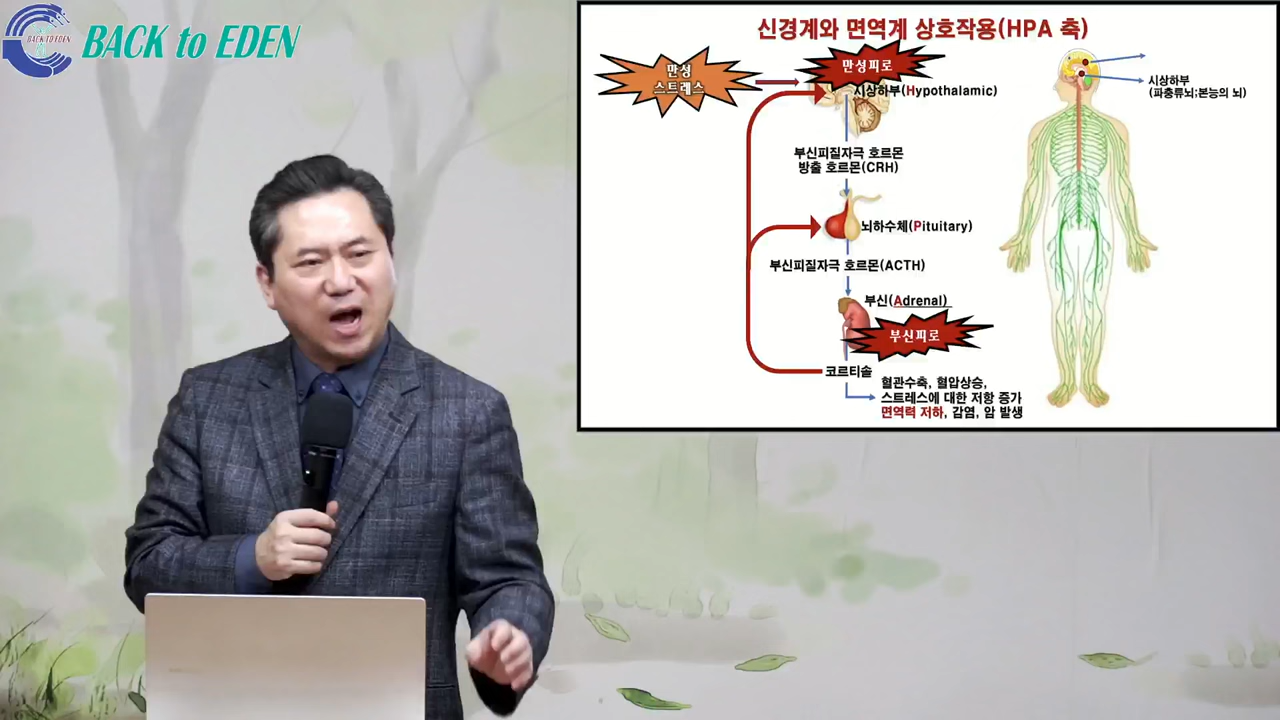 BACK TO EDEN
BACK to EDEN
신경계와 면역계 상호작용(HPA 축)
만성
스트레스
만성피로
시상하부(Hypothalamic)
시상하부
(파충류뇌;본능의 뇌)
부신피질자극 호르몬
방출 호르몬(CRH)
뇌하수체(Pituitary)
부신피질자극 호르몬(ACTH)
부신(Adrenal)
부신피로
코르티솔
혈관수축, 혈압상승,
스트레스에 대한 저항 증가
면역력 저하, 감염, 암 발생